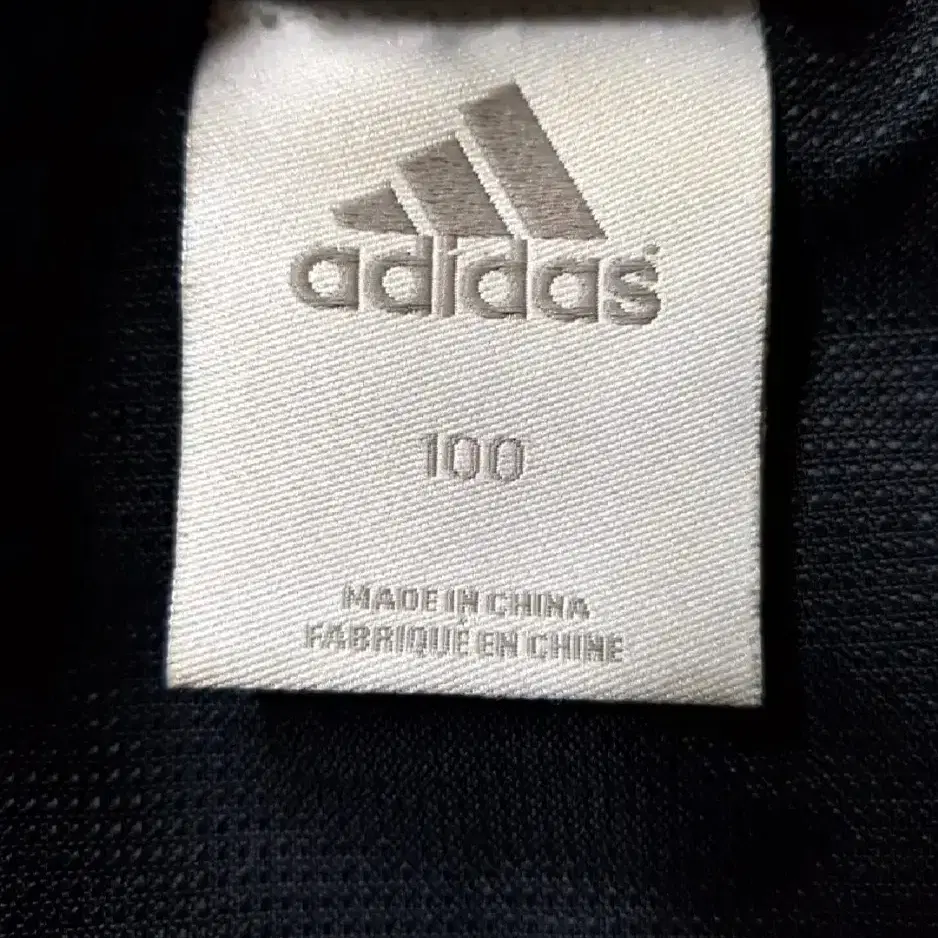 adidas
100
MADE IN CHINA
FABRIQUÉ EN CHINE